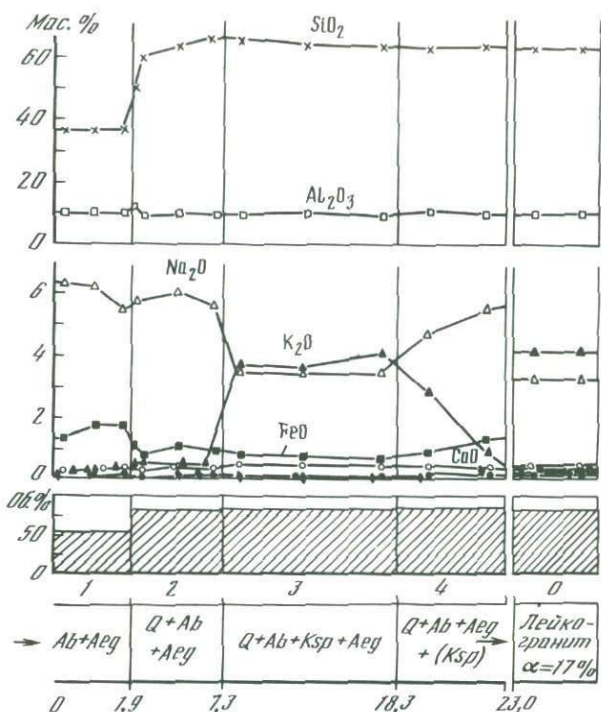 Мас. %
SiO₂
60
40
20
Al₂O₃
0
Na₂O
6
K₂O
4
2
FeO
CaO
0
Об.%
50
0
1 2 3 4 0
→ Ab+Aeg
Q+Ab
+Aeg
Q+Ab+Ksp+Aeg
Q+Ab+Aeg
+ (Ksp) →
Лейко-
гранит
α=17%
0 1,9 7,3 18,3 23,0